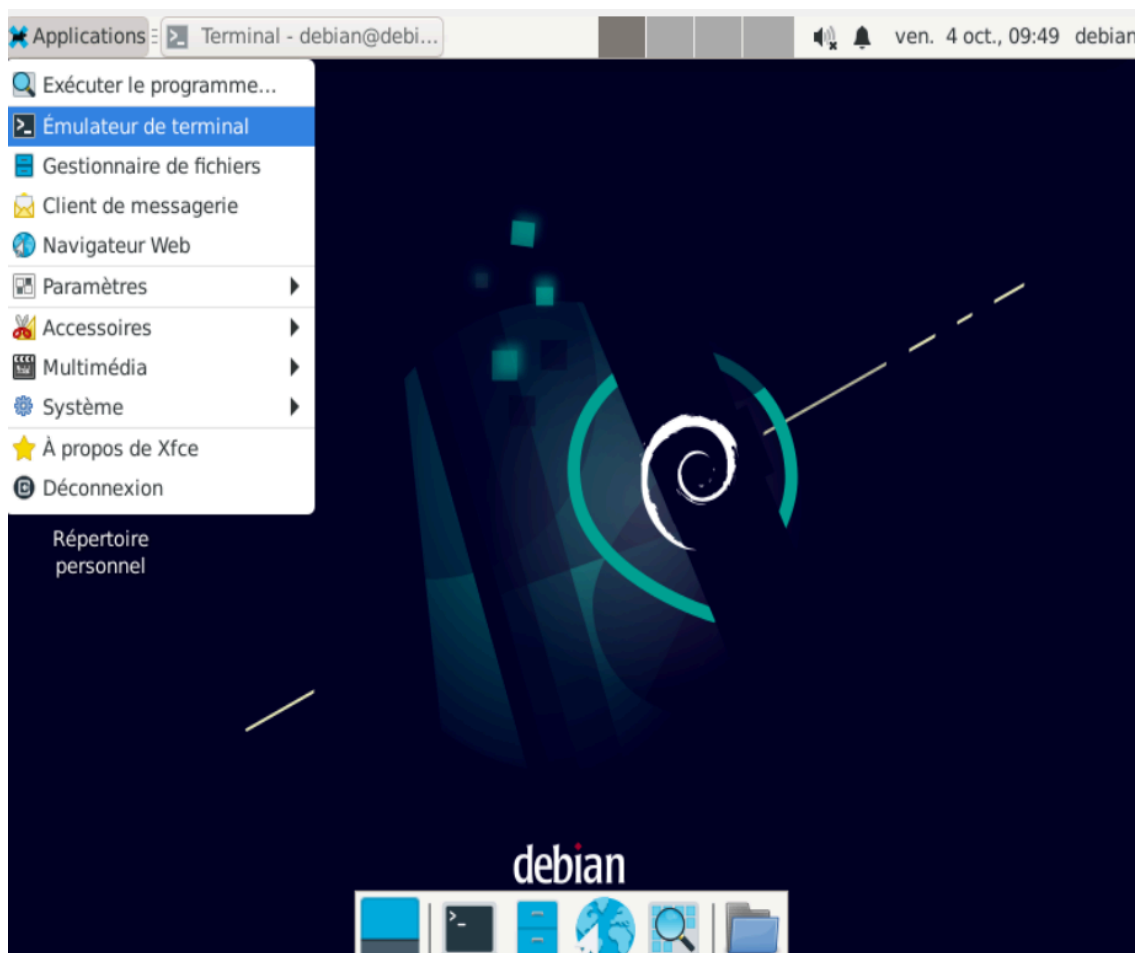 Applications
Terminal - debian@debi...
ven. 4 oct., 09:49
debian
Exécuter le programme...
Émulateur de terminal
Gestionnaire de fichiers
Client de messagerie
Navigateur Web
Paramètres
Accessoires
Multimédia
Système
À propos de Xfce
Déconnexion
Répertoire
personnel
debian